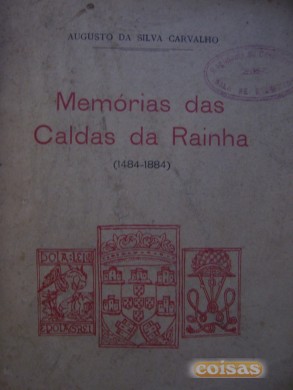 AUGUSTO DA SILVA CARVALHO
Memórias das
Caldas da Rainha
(1484-1884)
coisas